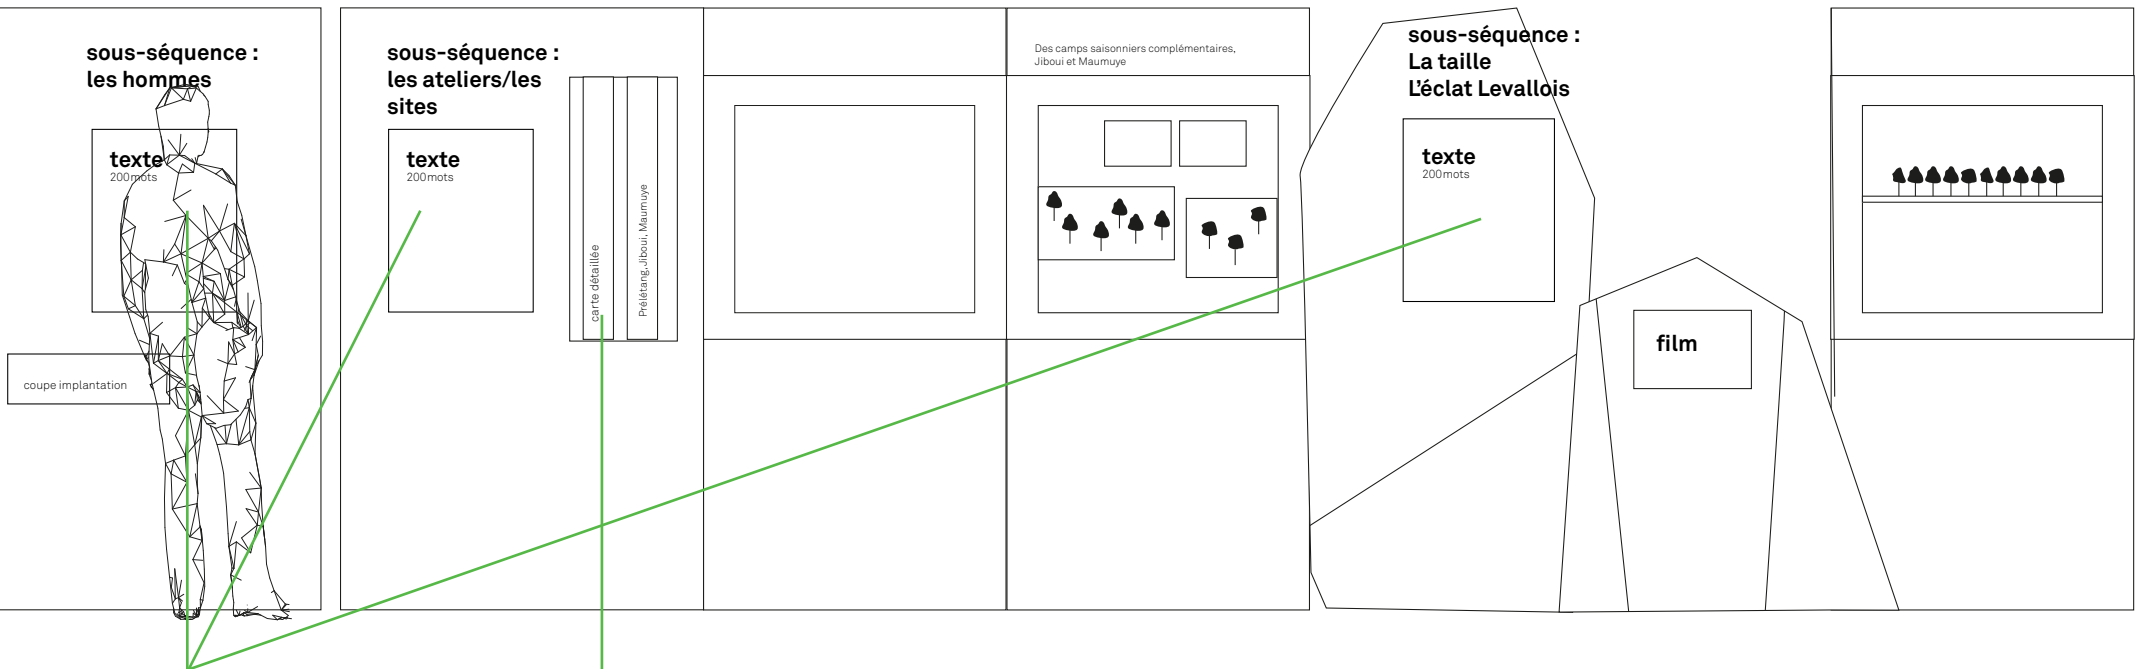 sous-séquence :
les hommes
texte
200mots
coupe implantation
sous-séquence :
les ateliers/les
sites
texte
200mots
carte détaillée
Prélétang,Jiboui, Maumuye
Des camps saisonniers complémentaires,
Jiboui et Maumuye
sous-séquence :
La taille
L’éclat Levallois
texte
200mots
film